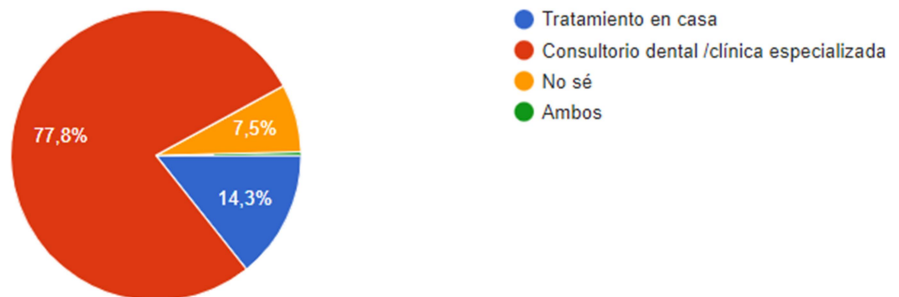 Tratamiento en casa
Consultorio dental /clínica especializada
No sé
Ambos
77,8%
7,5%
14,3%